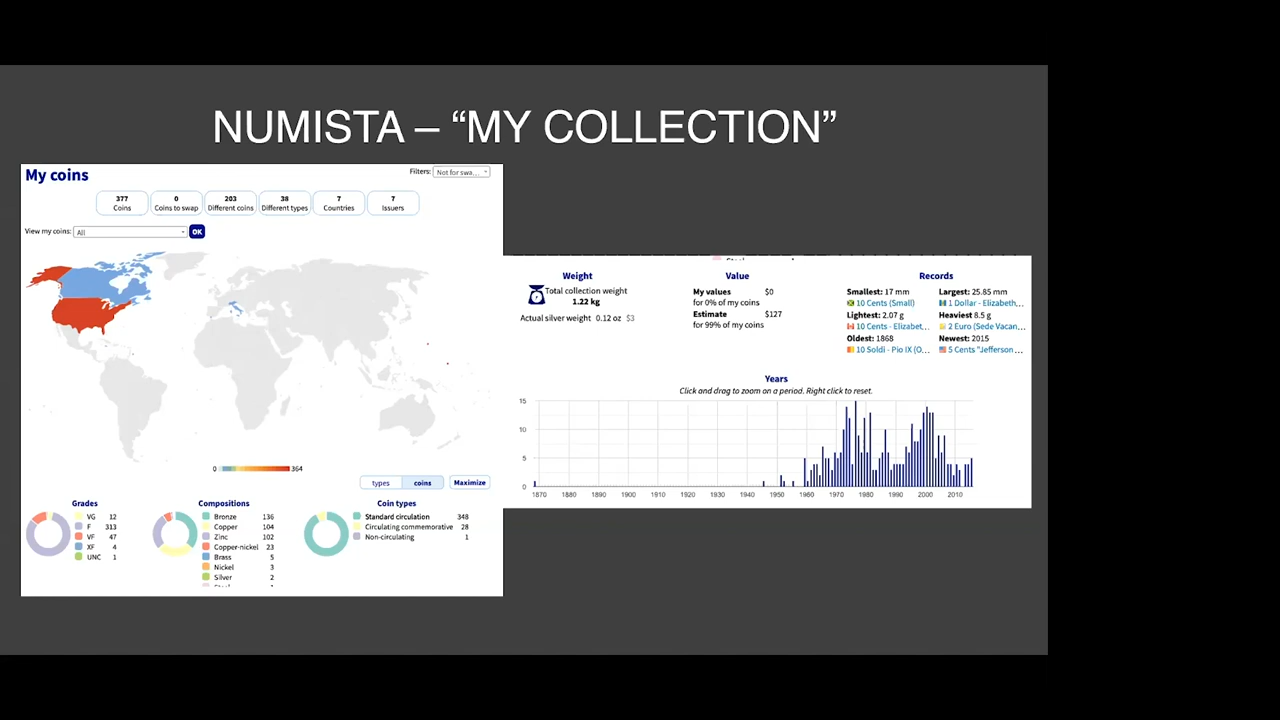 NUMISTA – “MY COLLECTION”
My coins
Filters: Not for swa...
377 0 203 38 7 7
Coins Coins to swap Different coins Different types Countries Issuers
View my coins: All OK
0 364
types coins Maximize
Grades
VG 12
F 313
VF 47
XF 4
UNC 1
Compositions
Bronze 136
Copper 104
Zinc 102
Copper-nickel 23
Brass 5
Nickel 3
Silver 2
Coin types
Standard circulation 348
Circulating commemorative 28
Non-circulating 1
Weight
Total collection weight
1.22 kg
Actual silver weight 0.12 oz $3
Value
My values $0
for 0% of my coins
Estimate $127
for 99% of my coins
Records
Smallest: 17 mm
10 Cents (Small)
Lightest: 2.07 g
10 Cents - Elizabet...
Oldest: 1868
10 Soldi - Pio IX (O...
Largest: 25.85 mm
1 Dollar - Elizabeth...
Heaviest 8.5 g
2 Euro (Sede Vacan...
Newest: 2015
5 Cents "Jefferson ...
Years
Click and drag to zoom on a period. Right click to reset.
15
10
5
0
1870 1880 1890 1900 1910 1920 1930 1940 1950 1960 1970 1980 1990 2000 2010